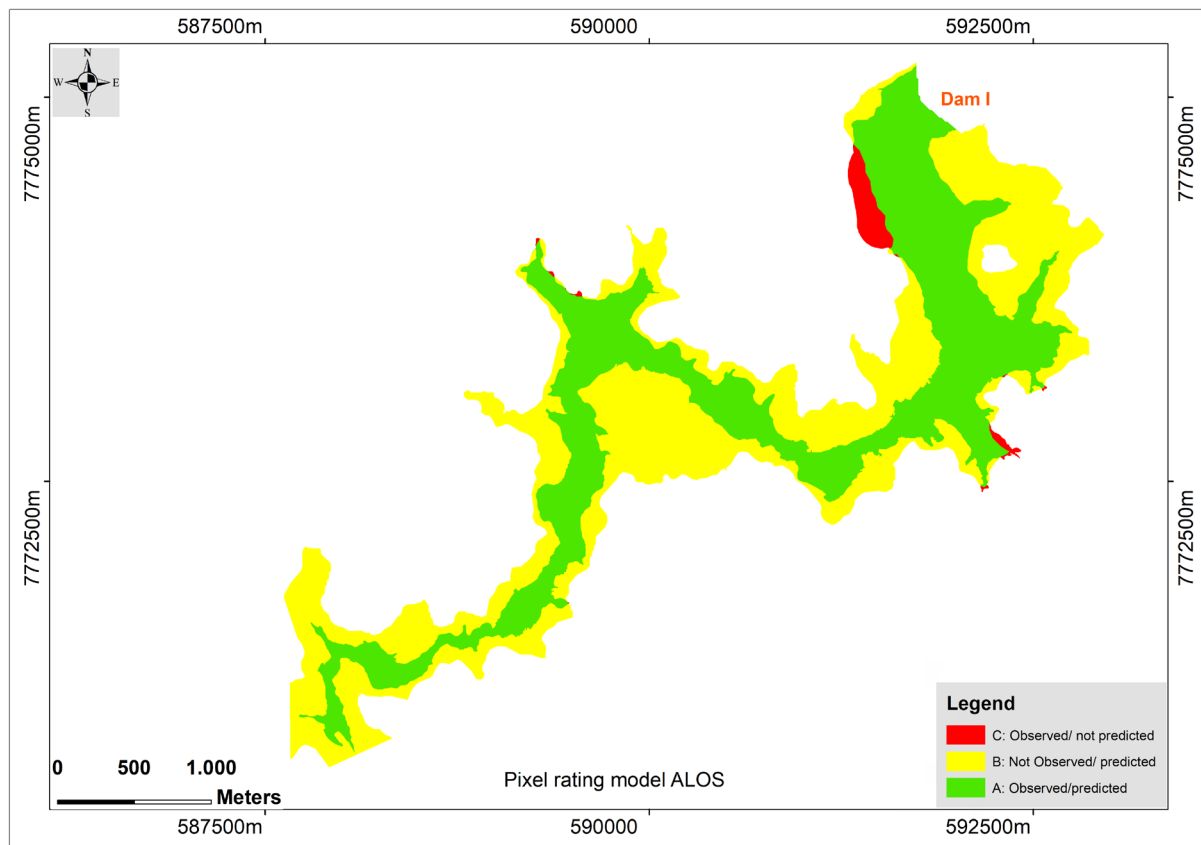 587500m 590000 592500m
N
W E
S
Dam I
7775000m 7775000m
7772500m 7772500m
Legend
C: Observed/ not predicted
B: Not Observed/ predicted
A: Observed/predicted
0 500 1.000
Meters
Pixel rating model ALOS
587500m 590000 592500m